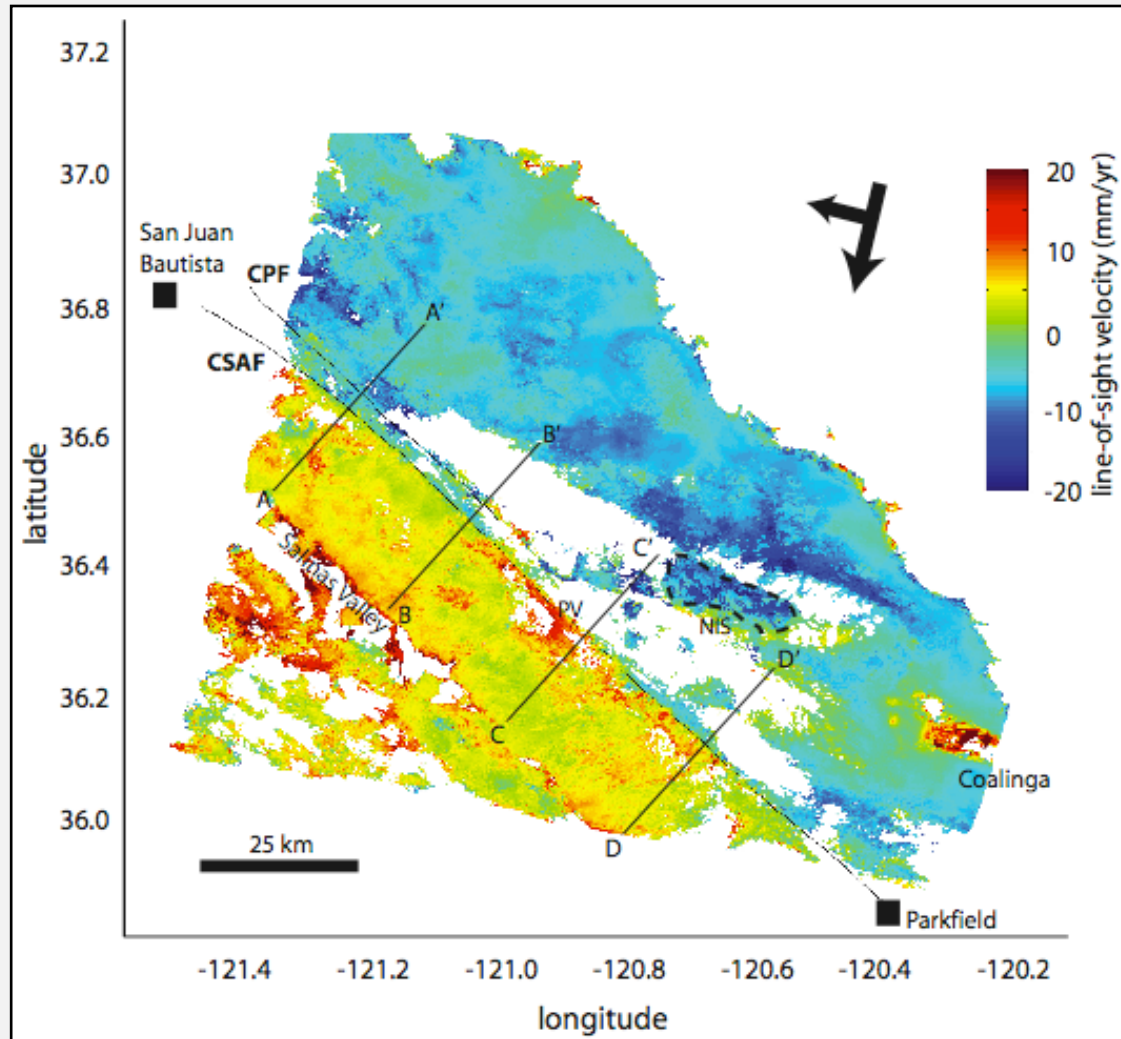 37.2
37.0
36.8
36.6
36.4
36.2
36.0
latitude
San Juan
Bautista
CPF
CSAF
A'
B'
C'
D'
A
B
C
D
Salinas Valley
PV
NIS
Coalinga
Parkfield
25 km
20
10
0
-10
-20
line-of-sight velocity (mm/yr)
-121.4 -121.2 -121.0 -120.8 -120.6 -120.4 -120.2
longitude